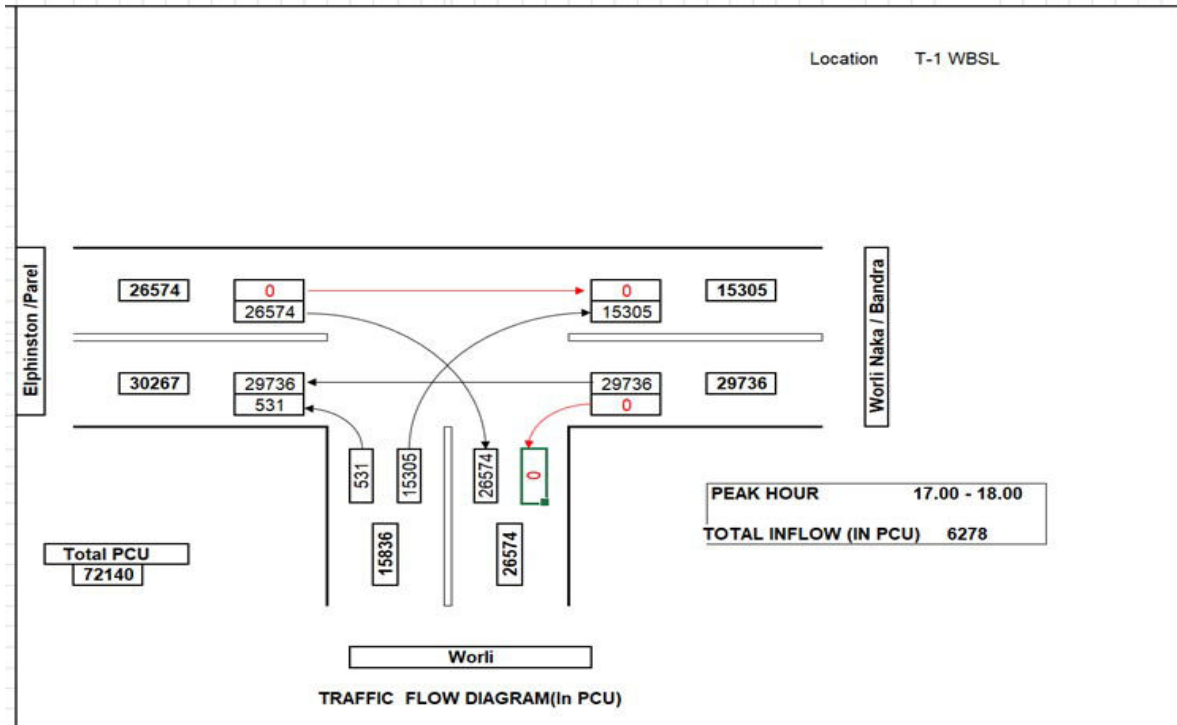 Location T-1 WBSL
Elphinston /Parel
26574
0
26574
0
15305
15305
Worli Naka / Bandra
30267
29736
531
29736
0
29736
531
15305
26574
0
15836
26574
PEAK HOUR 17.00 - 18.00
TOTAL INFLOW (IN PCU) 6278
Total PCU
72140
Worli
TRAFFIC FLOW DIAGRAM(In PCU)